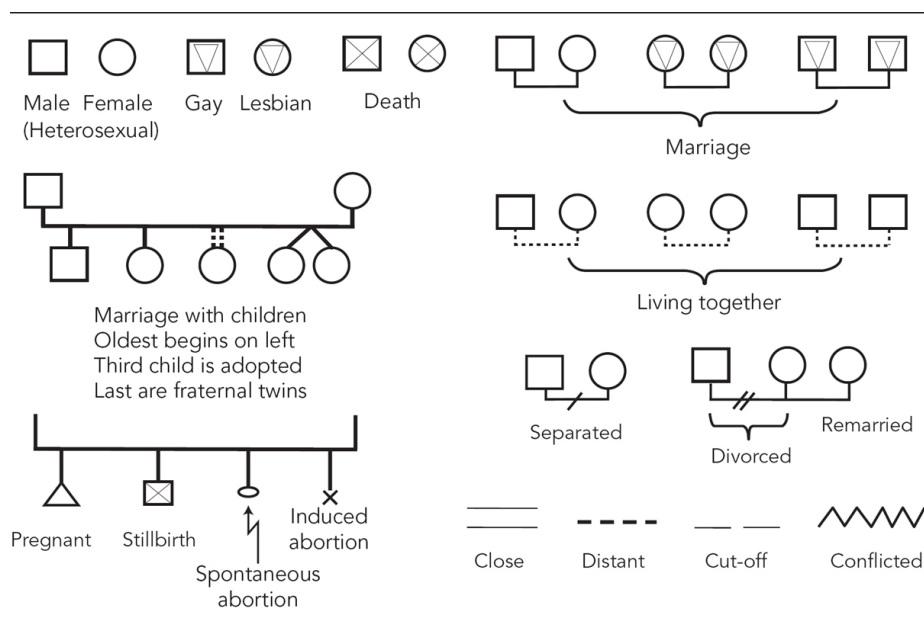 Male Female
(Heterosexual)
Gay Lesbian
Death
Marriage
Marriage with children
Oldest begins on left
Third child is adopted
Last are fraternal twins
Living together
Separated
Divorced
Remarried
Pregnant
Stillbirth
Spontaneous
abortion
Induced
abortion
Close
Distant
Cut-off
Conflicted